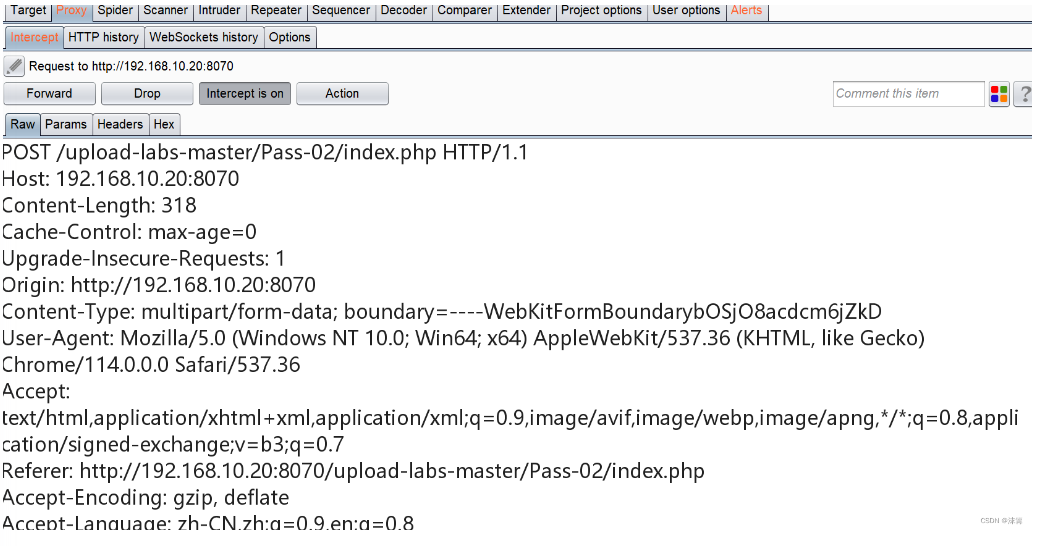 Target Proxy Spider Scanner Intruder Repeater Sequencer Decoder Comparer Extender Project options User options Alerts
Intercept HTTP history WebSockets history Options
Request to http://192.168.10.20:8070
Forward Drop Intercept is on Action Comment this item ?
Raw Params Headers Hex
POST /upload-labs-master/Pass-02/index.php HTTP/1.1
Host: 192.168.10.20:8070
Content-Length: 318
Cache-Control: max-age=0
Upgrade-Insecure-Requests: 1
Origin: http://192.168.10.20:8070
Content-Type: multipart/form-data; boundary=----WebKitFormBoundarybOSjO8acdcm6jZkD
User-Agent: Mozilla/5.0 (Windows NT 10.0; Win64; x64) AppleWebKit/537.36 (KHTML, like Gecko)
Chrome/114.0.0.0 Safari/537.36
Accept:
text/html,application/xhtml+xml,application/xml;q=0.9,image/avif,image/webp,image/apng,*/*;q=0.8,appli
cation/signed-exchange;v=b3;q=0.7
Referer: http://192.168.10.20:8070/upload-labs-master/Pass-02/index.php
Accept-Encoding: gzip, deflate
Accept-Language: zh-CN,zh;q=0.9,en;q=0.8
CSDN